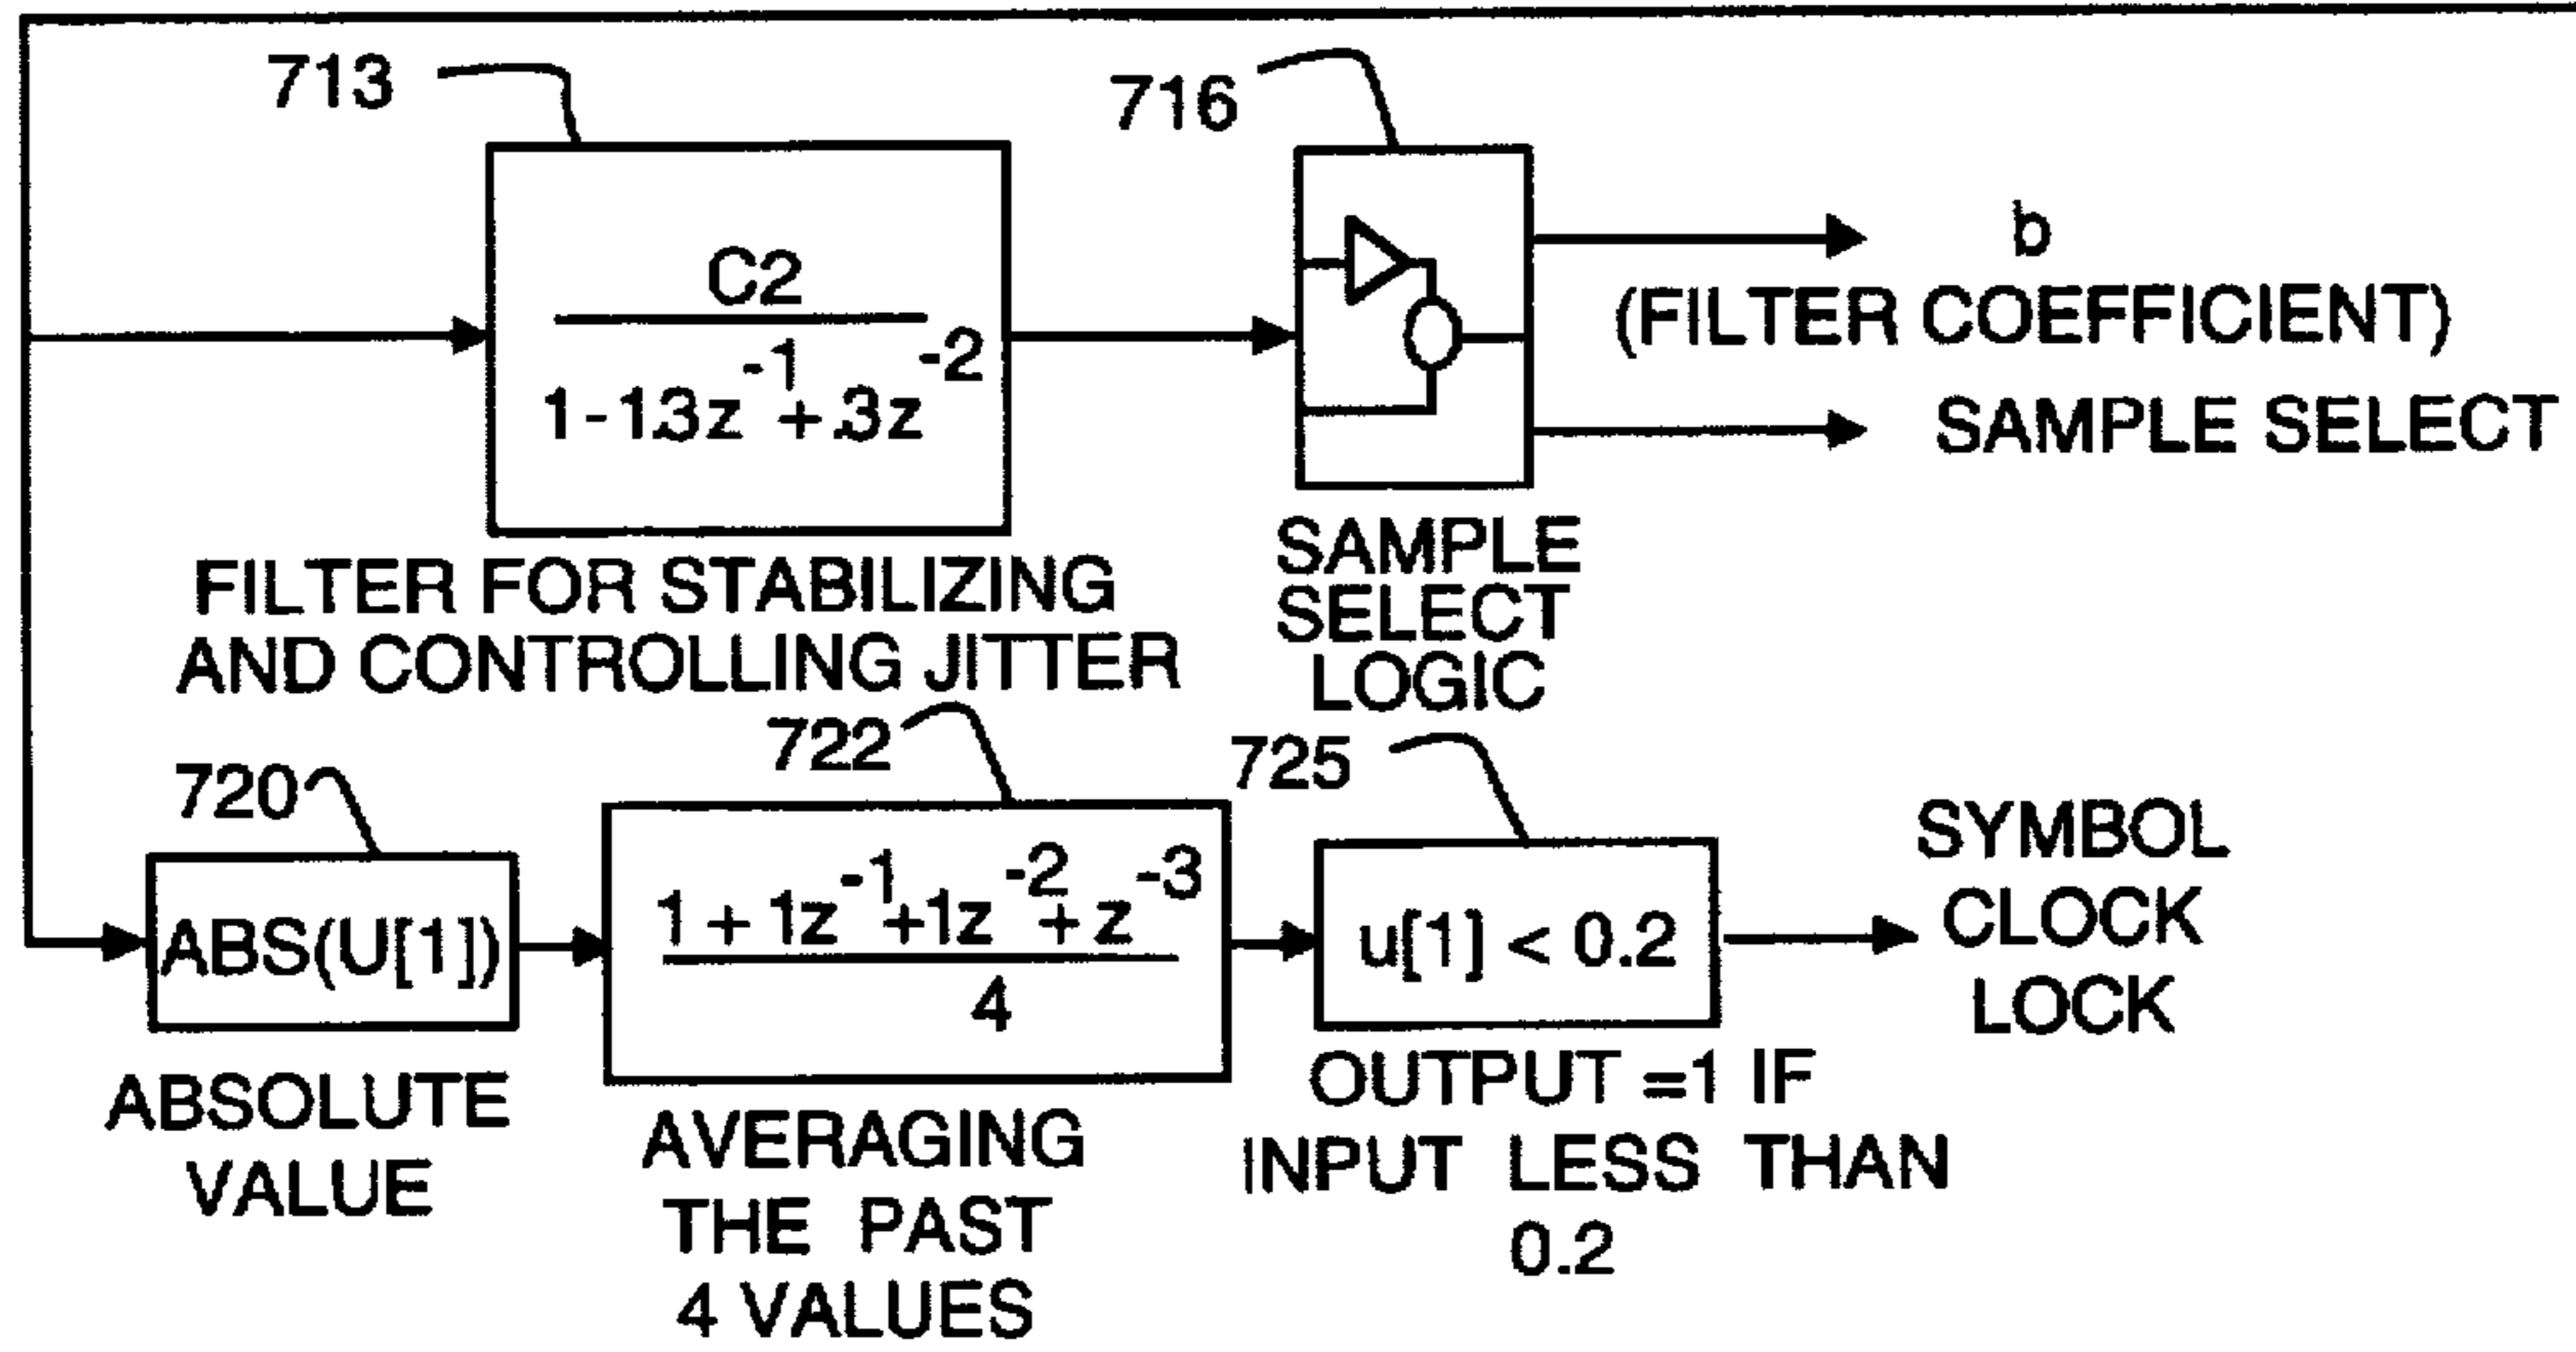 713
716
C2
1-1.3z^-1+.3z^-2
b
(FILTER COEFFICIENT)
SAMPLE SELECT
FILTER FOR STABILIZING
AND CONTROLLING JITTER
SAMPLE
SELECT
LOGIC
720
722
725
ABS(U[1])
1+1z^-1+1z^-2+z^-3
4
u[1] < 0.2
SYMBOL
CLOCK
LOCK
ABSOLUTE
VALUE
AVERAGING
THE PAST
4 VALUES
OUTPUT =1 IF
INPUT LESS THAN
0.2